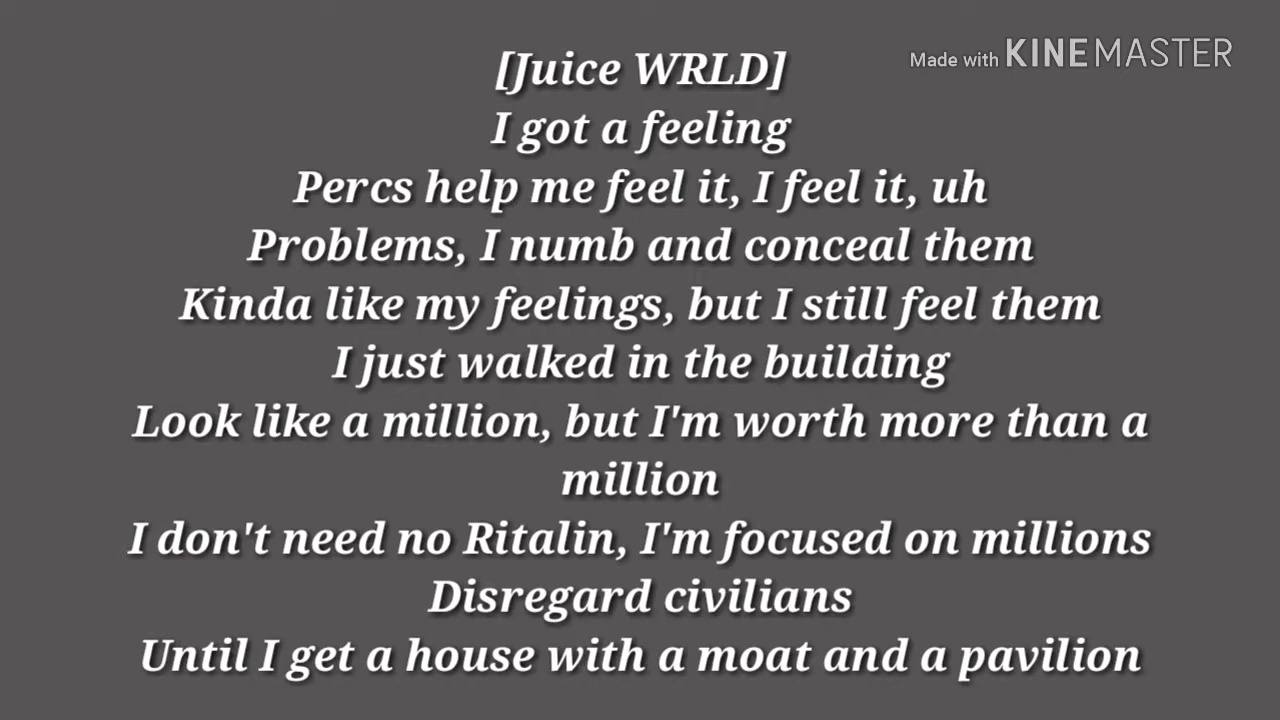 Made with KINEMASTER
[Juice WRLD]
I got a feeling
Percs help me feel it, I feel it, uh
Problems, I numb and conceal them
Kinda like my feelings, but I still feel them
I just walked in the building
Look like a million, but I'm worth more than a
million
I don't need no Ritalin, I'm focused on millions
Disregard civilians
Until I get a house with a moat and a pavilion